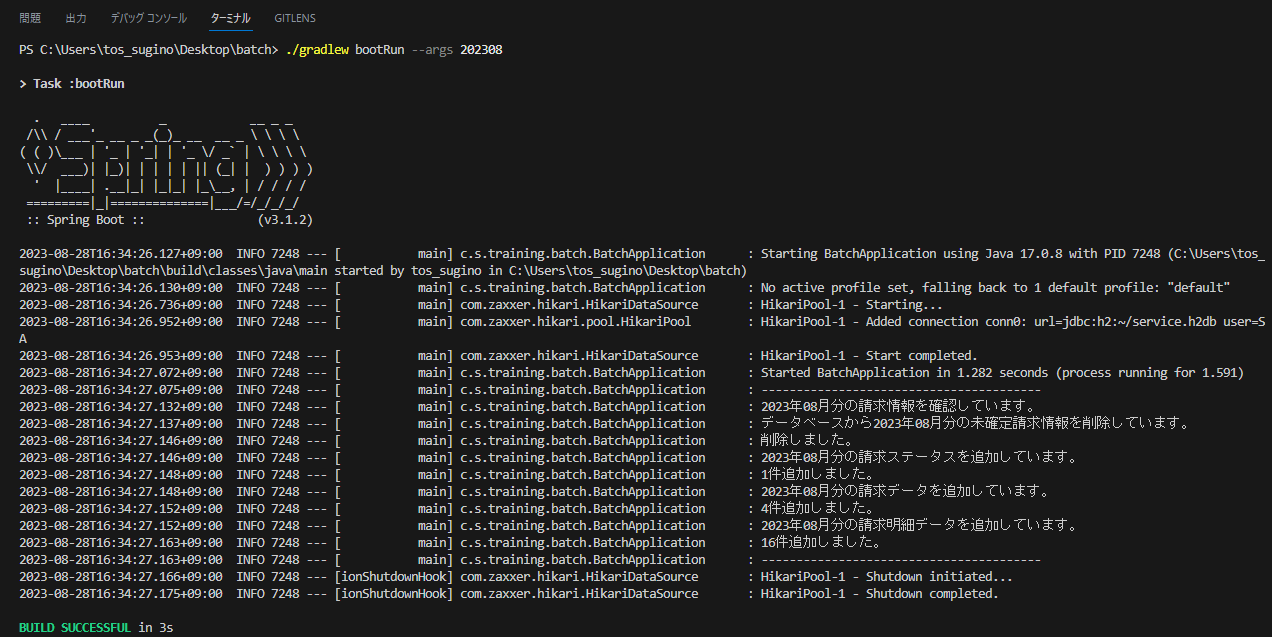 問題 出力 デバッグ コンソール ターミナル GITLENS
PS C:\Users\tos_sugino\Desktop\batch> ./gradlew bootRun --args 202308
> Task :bootRun
  .   ____          _            __ _ _
 /\\ / ___'_ __ _ _(_)_ __  __ _ \ \ \ \
( ( )\___ | '_ | '_| | '_ \/ _` | \ \ \ \
 \\/  ___)| |_)| | | | | || (_| |  ) ) ) )
  '  |____| .__|_| |_|_| |_\__, | / / / /
 =========|_|==============|___/=/_/_/_/
 :: Spring Boot ::                (v3.1.2)
2023-08-28T16:34:26.127+09:00  INFO 7248 --- [           main] c.s.training.batch.BatchApplication      : Starting BatchApplication using Java 17.0.8 with PID 7248 (C:\Users\tos_
sugino\Desktop\batch\build\classes\java\main started by tos_sugino in C:\Users\tos_sugino\Desktop\batch)
2023-08-28T16:34:26.130+09:00  INFO 7248 --- [           main] c.s.training.batch.BatchApplication      : No active profile set, falling back to 1 default profile: "default"
2023-08-28T16:34:26.736+09:00  INFO 7248 --- [           main] com.zaxxer.hikari.HikariDataSource       : HikariPool-1 - Starting...
2023-08-28T16:34:26.952+09:00  INFO 7248 --- [           main] com.zaxxer.hikari.pool.HikariPool        : HikariPool-1 - Added connection conn0: url=jdbc:h2:~/service.h2db user=S
A
2023-08-28T16:34:26.953+09:00  INFO 7248 --- [           main] com.zaxxer.hikari.HikariDataSource       : HikariPool-1 - Start completed.
2023-08-28T16:34:27.072+09:00  INFO 7248 --- [           main] c.s.training.batch.BatchApplication      : Started BatchApplication in 1.282 seconds (process running for 1.591)
2023-08-28T16:34:27.075+09:00  INFO 7248 --- [           main] c.s.training.batch.BatchApplication      : ----------------------------------------
2023-08-28T16:34:27.132+09:00  INFO 7248 --- [           main] c.s.training.batch.BatchApplication      : 2023年08月分の請求情報を確認しています。
2023-08-28T16:34:27.137+09:00  INFO 7248 --- [           main] c.s.training.batch.BatchApplication      : データベースから2023年08月分の未確定請求情報を削除しています。
2023-08-28T16:34:27.146+09:00  INFO 7248 --- [           main] c.s.training.batch.BatchApplication      : 削除しました。
2023-08-28T16:34:27.146+09:00  INFO 7248 --- [           main] c.s.training.batch.BatchApplication      : 2023年08月分の請求ステータスを追加しています。
2023-08-28T16:34:27.148+09:00  INFO 7248 --- [           main] c.s.training.batch.BatchApplication      : 1件追加しました。
2023-08-28T16:34:27.148+09:00  INFO 7248 --- [           main] c.s.training.batch.BatchApplication      : 2023年08月分の請求データを追加しています。
2023-08-28T16:34:27.152+09:00  INFO 7248 --- [           main] c.s.training.batch.BatchApplication      : 4件追加しました。
2023-08-28T16:34:27.152+09:00  INFO 7248 --- [           main] c.s.training.batch.BatchApplication      : 2023年08月分の請求明細データを追加しています。
2023-08-28T16:34:27.163+09:00  INFO 7248 --- [           main] c.s.training.batch.BatchApplication      : 16件追加しました。
2023-08-28T16:34:27.163+09:00  INFO 7248 --- [           main] c.s.training.batch.BatchApplication      : ----------------------------------------
2023-08-28T16:34:27.166+09:00  INFO 7248 --- [ionShutdownHook] com.zaxxer.hikari.HikariDataSource       : HikariPool-1 - Shutdown initiated...
2023-08-28T16:34:27.175+09:00  INFO 7248 --- [ionShutdownHook] com.zaxxer.hikari.HikariDataSource       : HikariPool-1 - Shutdown completed.
BUILD SUCCESSFUL in 3s